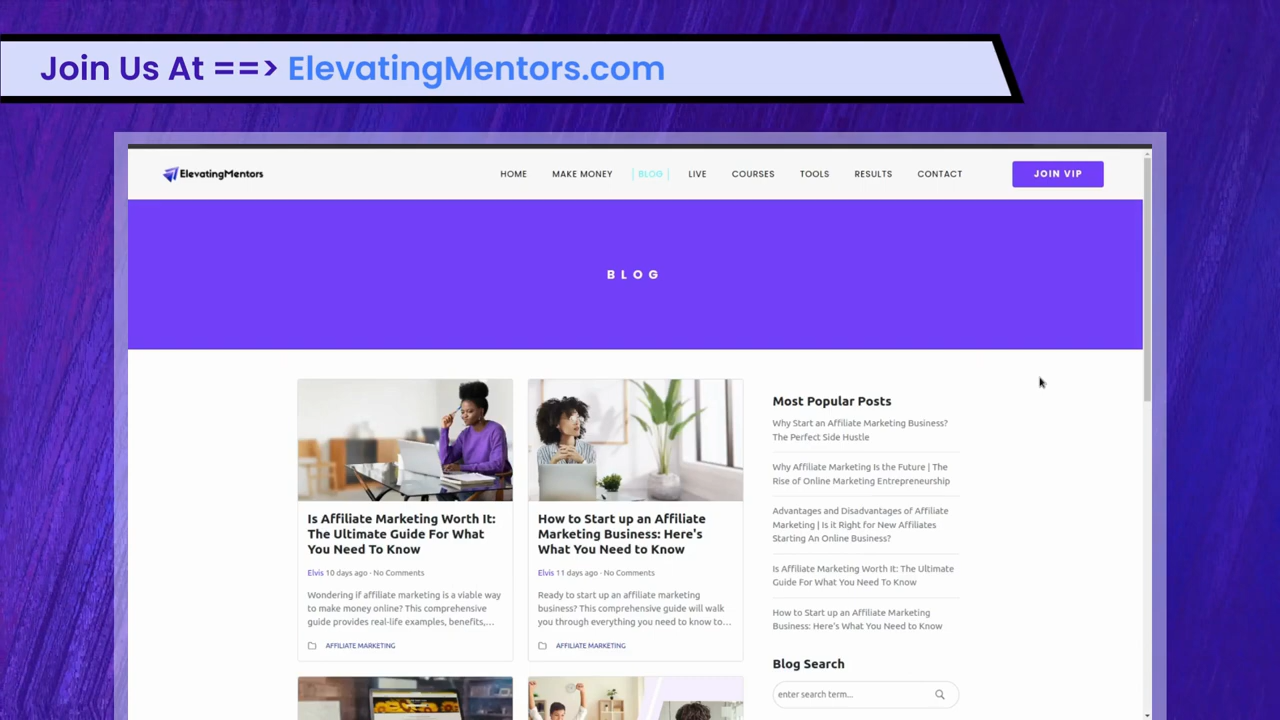 Join Us At ==> ElevatingMentors.com
ElevatingMentors
HOME
MAKE MONEY
| BLOG |
LIVE
COURSES
TOOLS
RESULTS
CONTACT
JOIN VIP
BLOG
Is Affiliate Marketing Worth It:
The Ultimate Guide For What
You Need To Know
Elvis 10 days ago · No Comments
Wondering if affiliate marketing is a viable way
to make money online? This comprehensive
guide provides real-life examples, benefits,...
AFFILIATE MARKETING
How to Start up an Affiliate
Marketing Business: Here's
What You Need to Know
Elvis 11 days ago · No Comments
Ready to start up an affiliate marketing
business? This comprehensive guide will walk
you through everything you need to know to...
AFFILIATE MARKETING
Most Popular Posts
Why Start an Affiliate Marketing Business?
The Perfect Side Hustle
Why Affiliate Marketing Is the Future | The
Rise of Online Marketing Entrepreneurship
Advantages and Disadvantages of Affiliate
Marketing | Is it Right for New Affiliates
Starting An Online Business?
Is Affiliate Marketing Worth It: The Ultimate
Guide For What You Need To Know
How to Start up an Affiliate Marketing
Business: Here's What You Need to Know
Blog Search
enter search term...